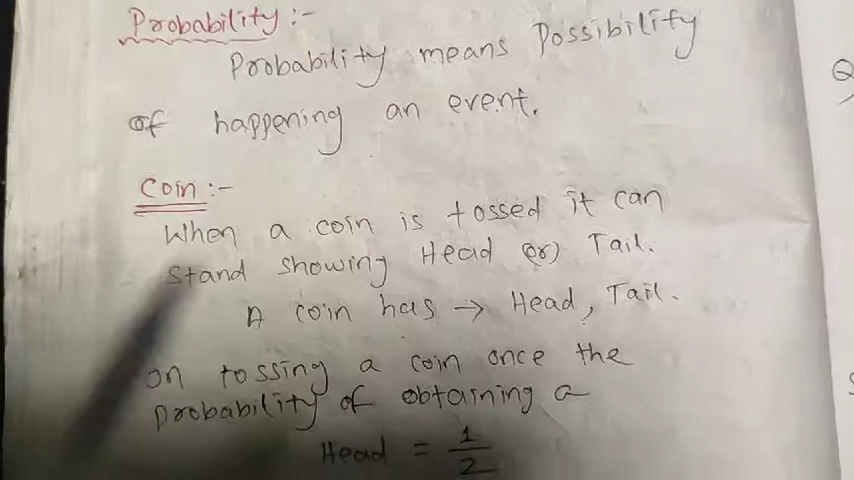 Probability :-
Probability means Possibility
of happening an event.
Coin :-
When a coin is tossed it can
Stand showing Head (or) Tail.
A coin has → Head, Tail.
on tossing a coin once the
Probability of obtaining a
Head = 1/2
Q